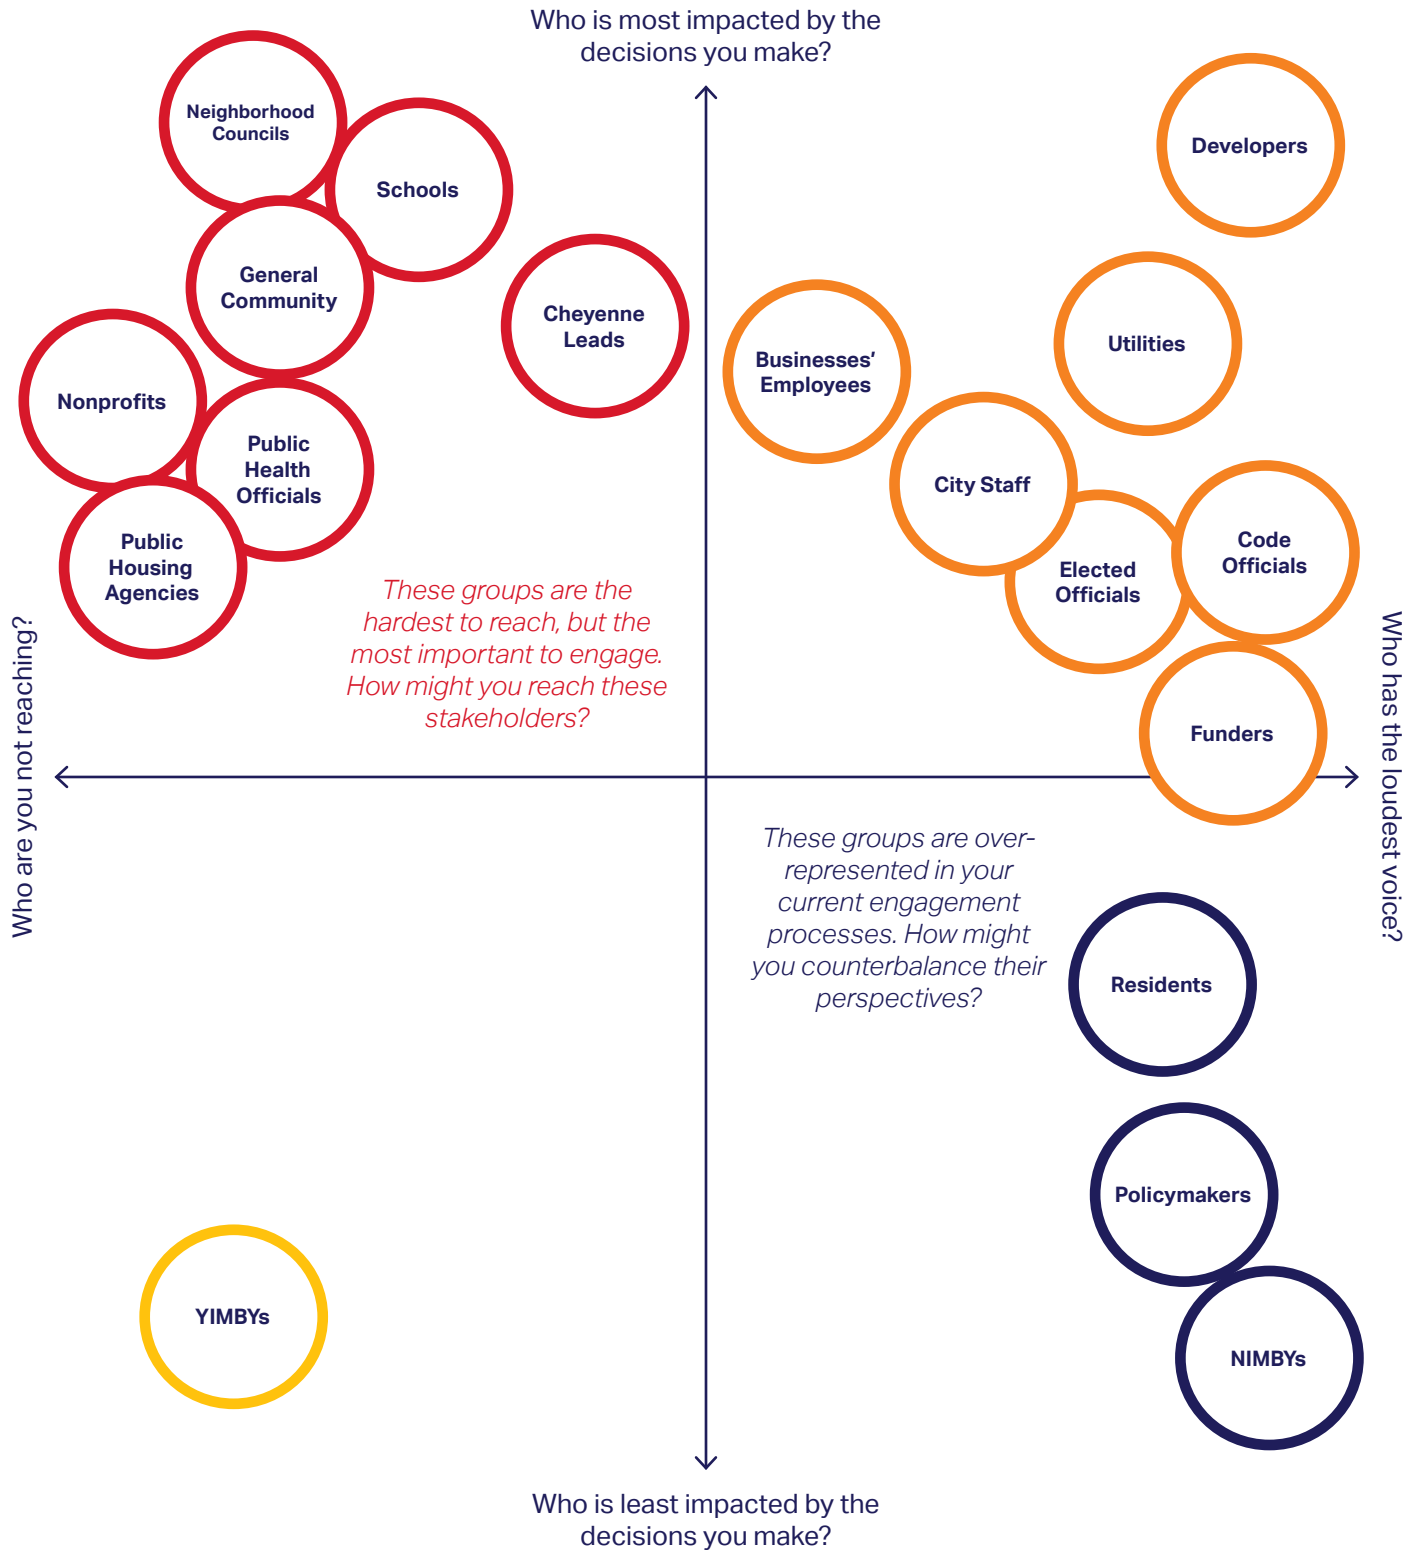 Who is most impacted by the
decisions you make?
Neighborhood
Councils
Schools
Developers
General
Community
Cheyenne
Leads
Utilities
Businesses’
Employees
Nonprofits
Public
Health
Officials
City Staff
Public
Housing
Agencies
Elected
Officials
Code
Officials
These groups are the
hardest to reach, but the
most important to engage.
How might you reach these
stakeholders?
Funders
Who are you not reaching?
Who has the loudest voice?
These groups are over-
represented in your
current engagement
processes. How might
you counterbalance their
perspectives?
Residents
Policymakers
YIMBYs
NIMBYs
Who is least impacted by the
decisions you make?